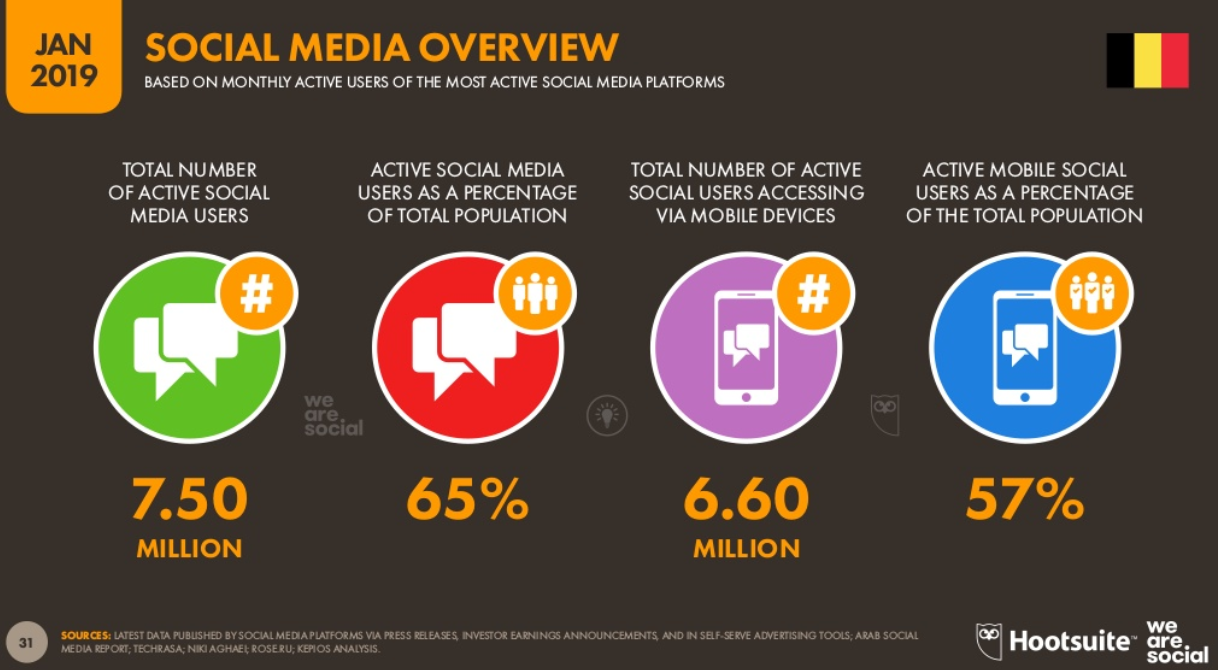 JAN
2019
SOCIAL MEDIA OVERVIEW
BASED ON MONTHLY ACTIVE USERS OF THE MOST ACTIVE SOCIAL MEDIA PLATFORMS
TOTAL NUMBER
OF ACTIVE SOCIAL
MEDIA USERS
#
7.50
MILLION
ACTIVE SOCIAL MEDIA
USERS AS A PERCENTAGE
OF TOTAL POPULATION
65%
TOTAL NUMBER OF ACTIVE
SOCIAL USERS ACCESSING
VIA MOBILE DEVICES
#
6.60
MILLION
ACTIVE MOBILE SOCIAL
USERS AS A PERCENTAGE
OF THE TOTAL POPULATION
57%
we
are.
social
31
SOURCES: LATEST DATA PUBLISHED BY SOCIAL MEDIA PLATFORMS VIA PRESS RELEASES, INVESTOR EARNINGS ANNOUNCEMENTS, AND IN SELF-SERVE ADVERTISING TOOLS; ARAB SOCIAL
MEDIA REPORT; TECHRASA; NIKI AGHAEI; ROSE.RU; KEPIOS ANALYSIS.
Hootsuite™
we
are.
social